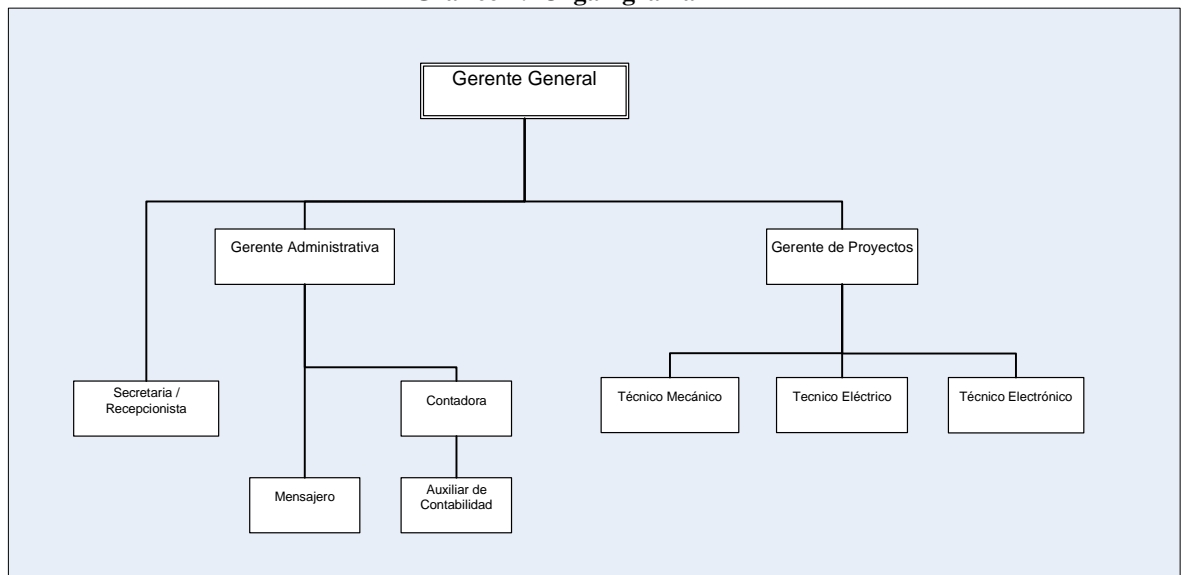 Gerente General
Gerente Administrativa
Gerente de Proyectos
Secretaria /
Recepcionista
Contadora
Técnico Mecánico
Tecnico Eléctrico
Técnico Electrónico
Mensajero
Auxiliar de
Contabilidad